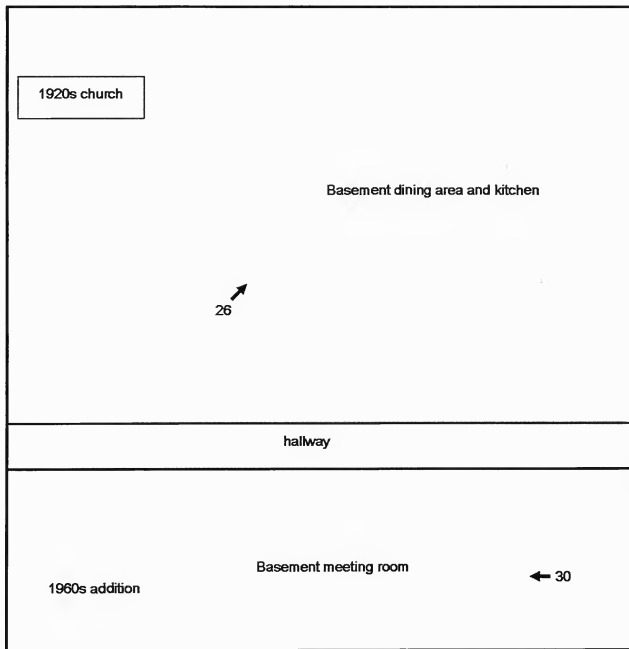 1920s church
Basement dining area and kitchen
26
hallway
Basement meeting room
30
1960s addition